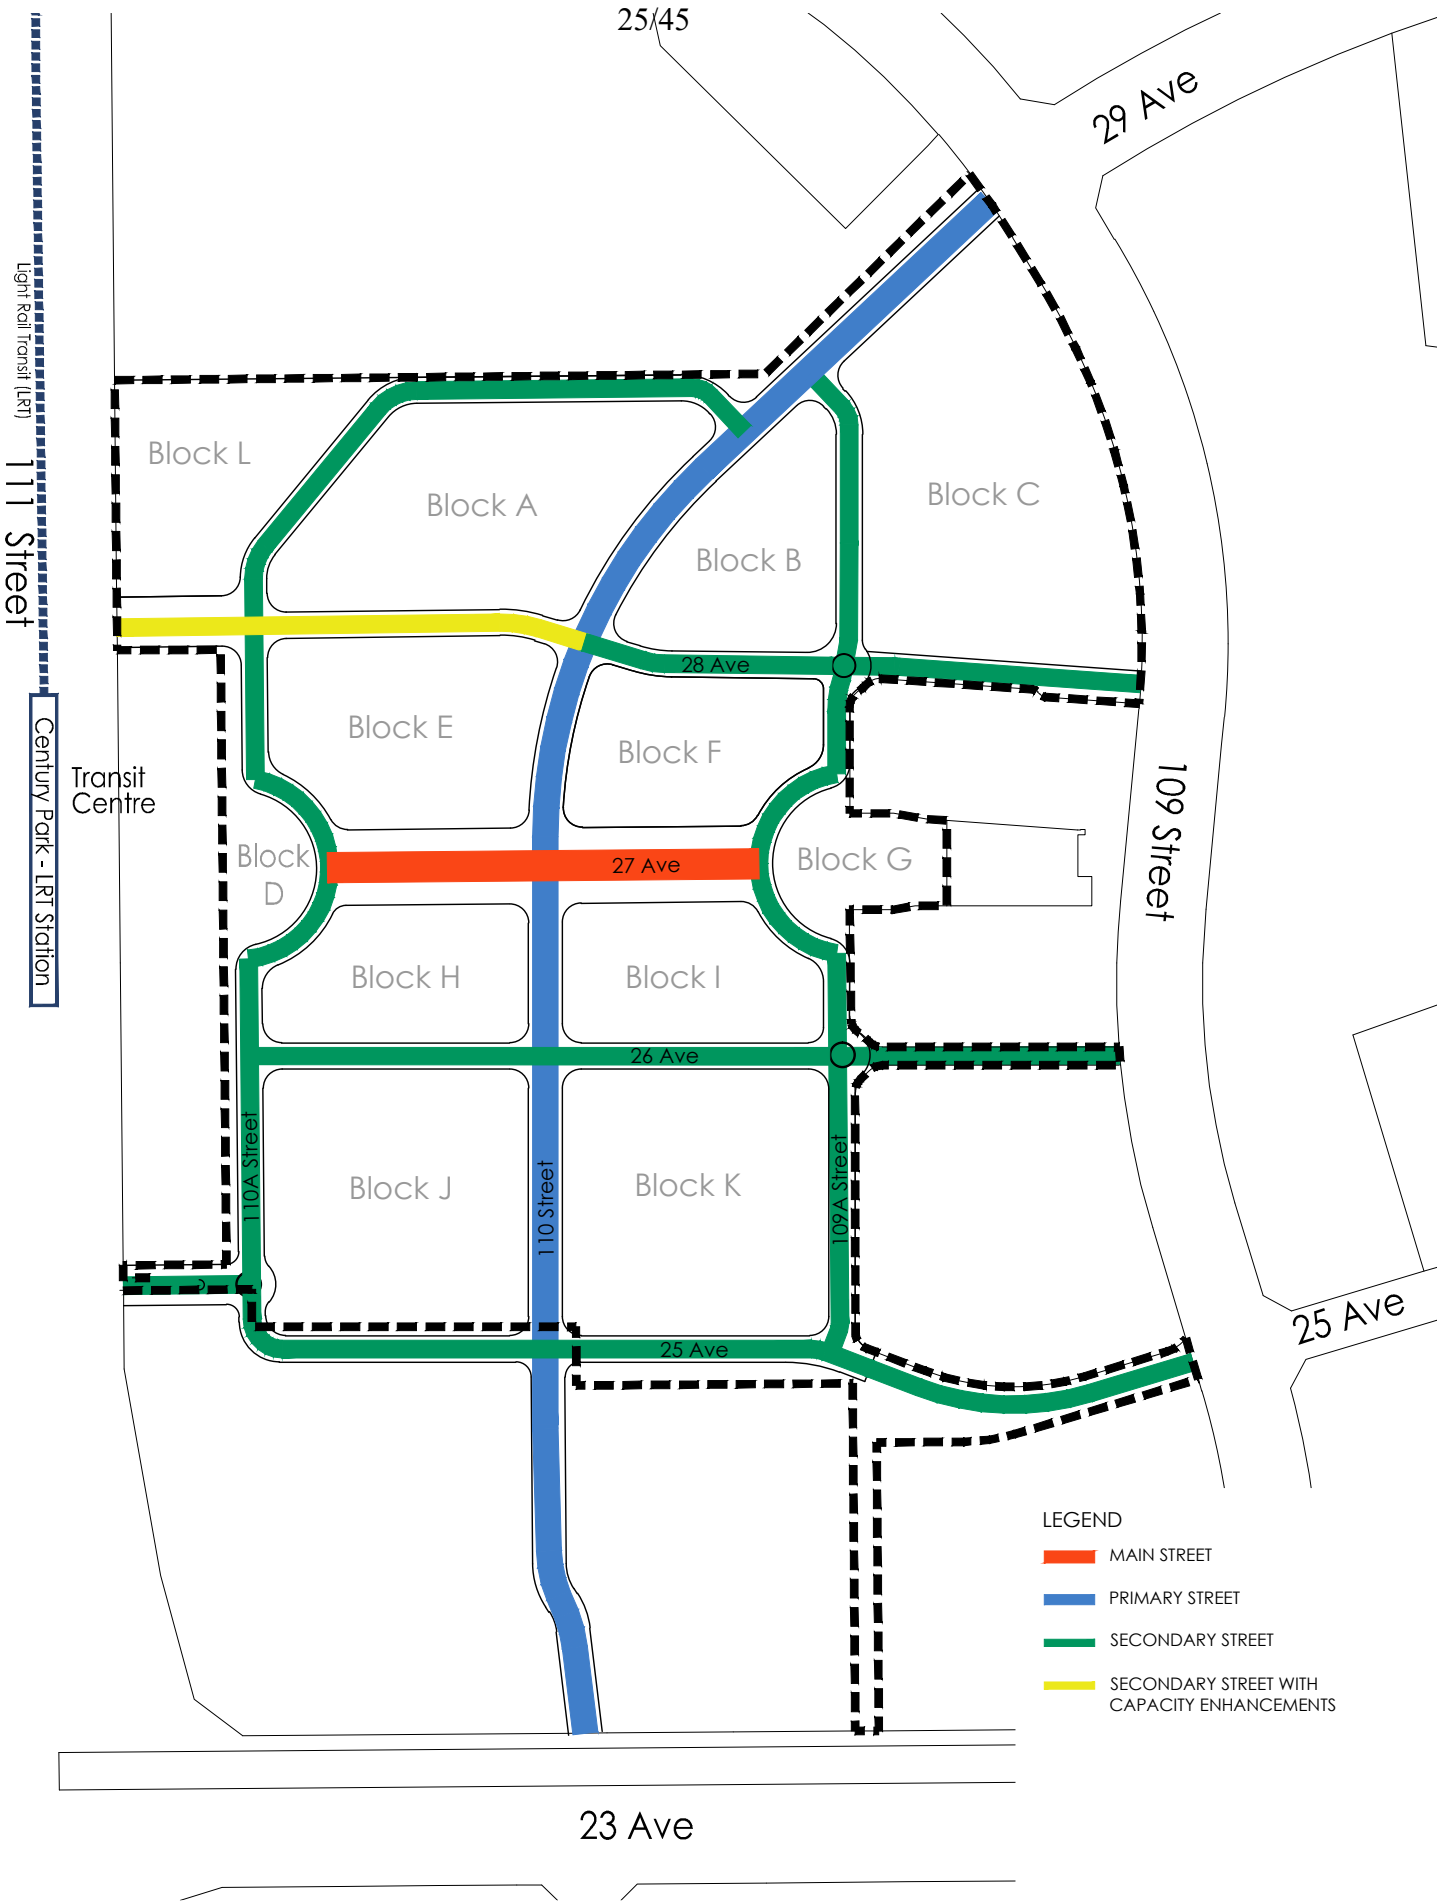 25/45
29 Ave
Light Rail Transit (LRT)
111 Street
Block L
Block A
Block C
Block B
28 Ave
Block E
Block F
Transit
Centre
Century Park - LRT Station
109 Street
Block
D
27 Ave
Block G
Block H
Block I
26 Ave
110A Street
Block J
110 Street
Block K
109A Street
25 Ave
25 Ave
LEGEND
MAIN STREET
PRIMARY STREET
SECONDARY STREET
SECONDARY STREET WITH
CAPACITY ENHANCEMENTS
23 Ave